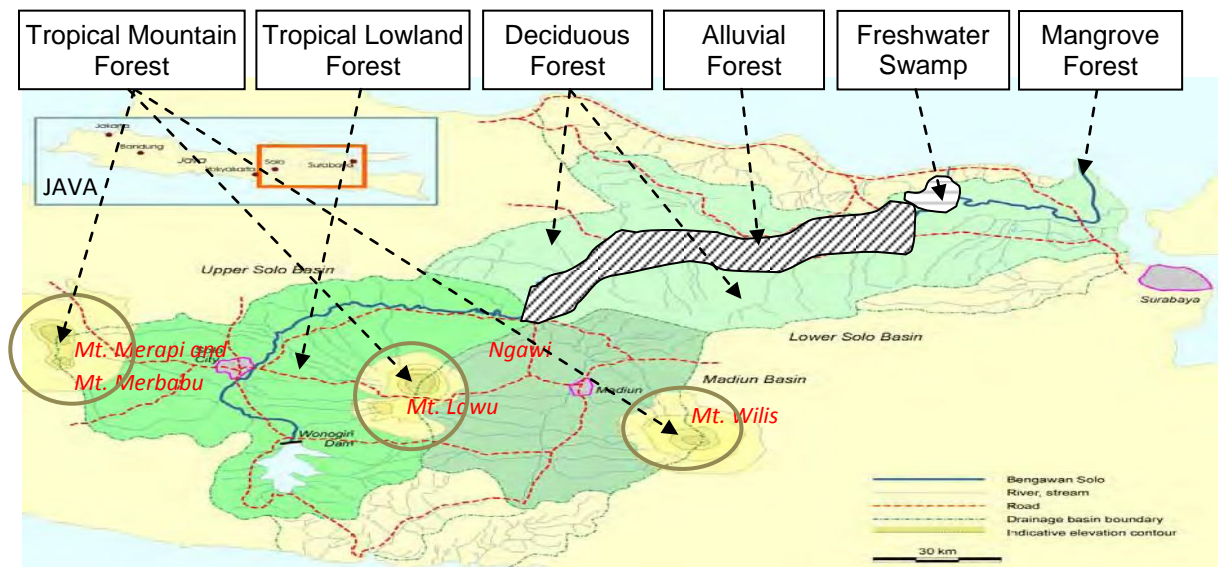 Tropical Mountain
Forest
Tropical Lowland
Forest
Deciduous
Forest
Alluvial
Forest
Freshwater
Swamp
Mangrove
Forest
Jakarta
Bandung
JAVA
Solo
Surabaya
Yokyakarta
JAVA
Upper Solo Basin
Surabaya
Lower Solo Basin
Mt. Merapi and
City
Mt. Merbabu
Ngawi
Madiun
Madiun Basin
Mt. Lawu
Mt. Wilis
Wonogiri
Dam
Bengawan Solo
River, stream
Road
Drainage basin boundary
Indicative elevation contour
30 km